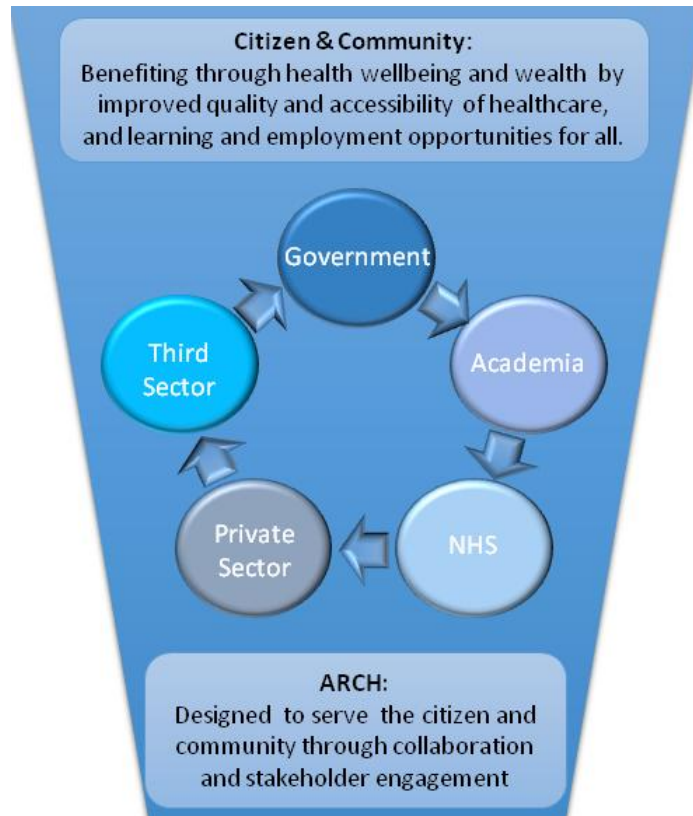 Citizen & Community:
Benefiting through health wellbeing and wealth by
improved quality and accessibility of healthcare,
and learning and employment opportunities for all.
Government
Academia
NHS
Private
Sector
Third
Sector
ARCH:
Designed to serve the citizen and
community through collaboration
and stakeholder engagement